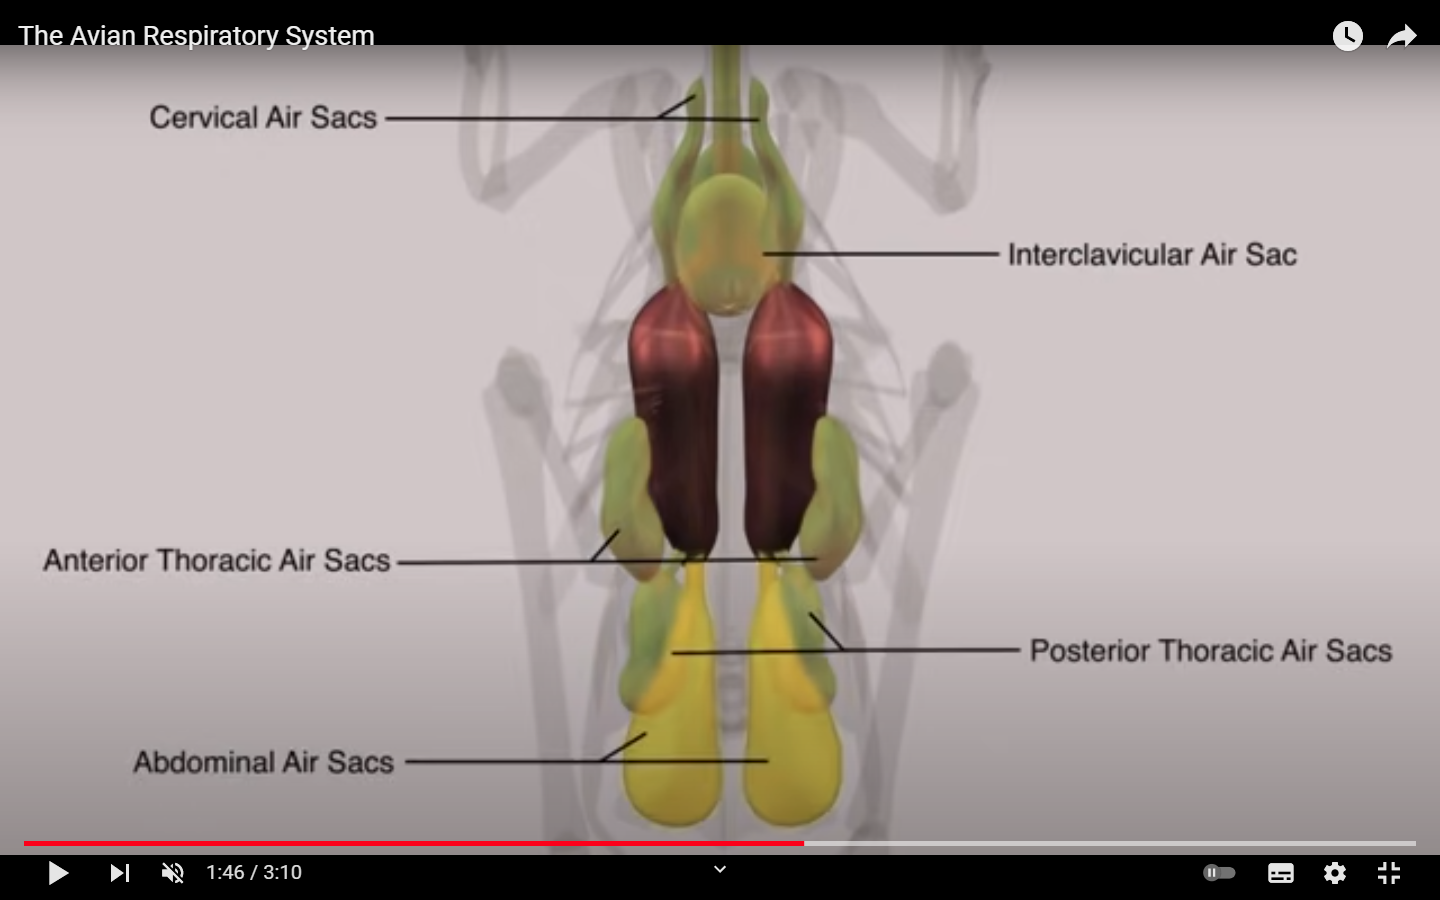 The Avian Respiratory System
Cervical Air Sacs
Interclavicular Air Sac
Anterior Thoracic Air Sacs
Posterior Thoracic Air Sacs
Abdominal Air Sacs
1:46 / 3:10